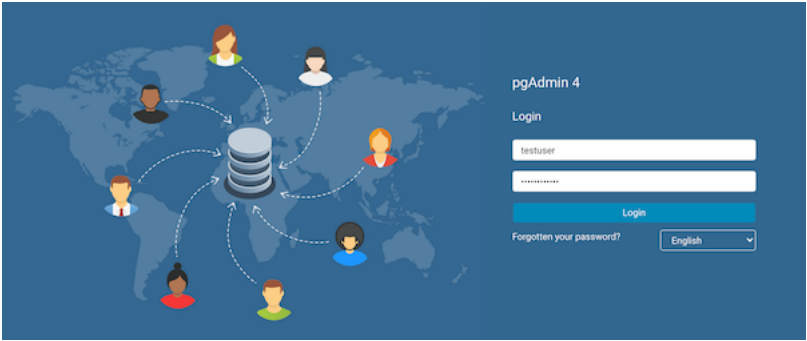 pgAdmin 4
Login
testuser
••••••••••••
Login
Forgotten your password?
English